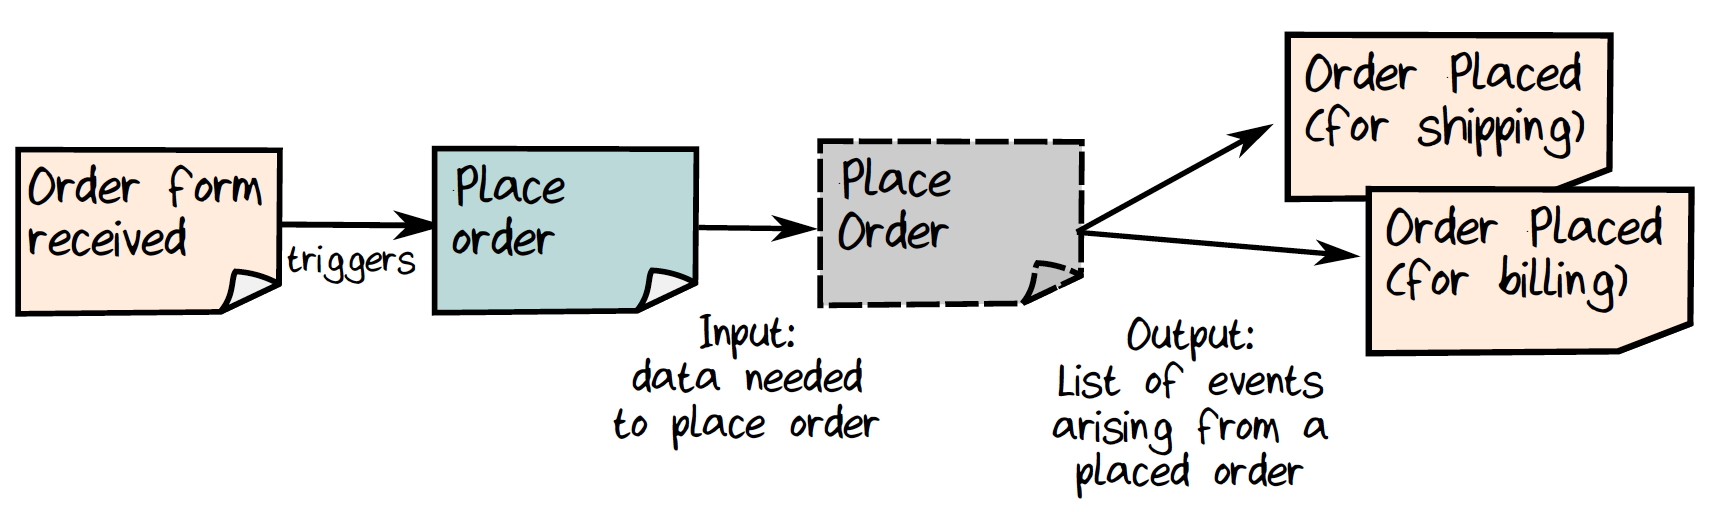 Order form
received
triggers
Place
order
Input:
data needed
to place order
Place
Order
Output:
List of events
arising from a
placed order
Order Placed
(for shipping)
Order Placed
(for billing)